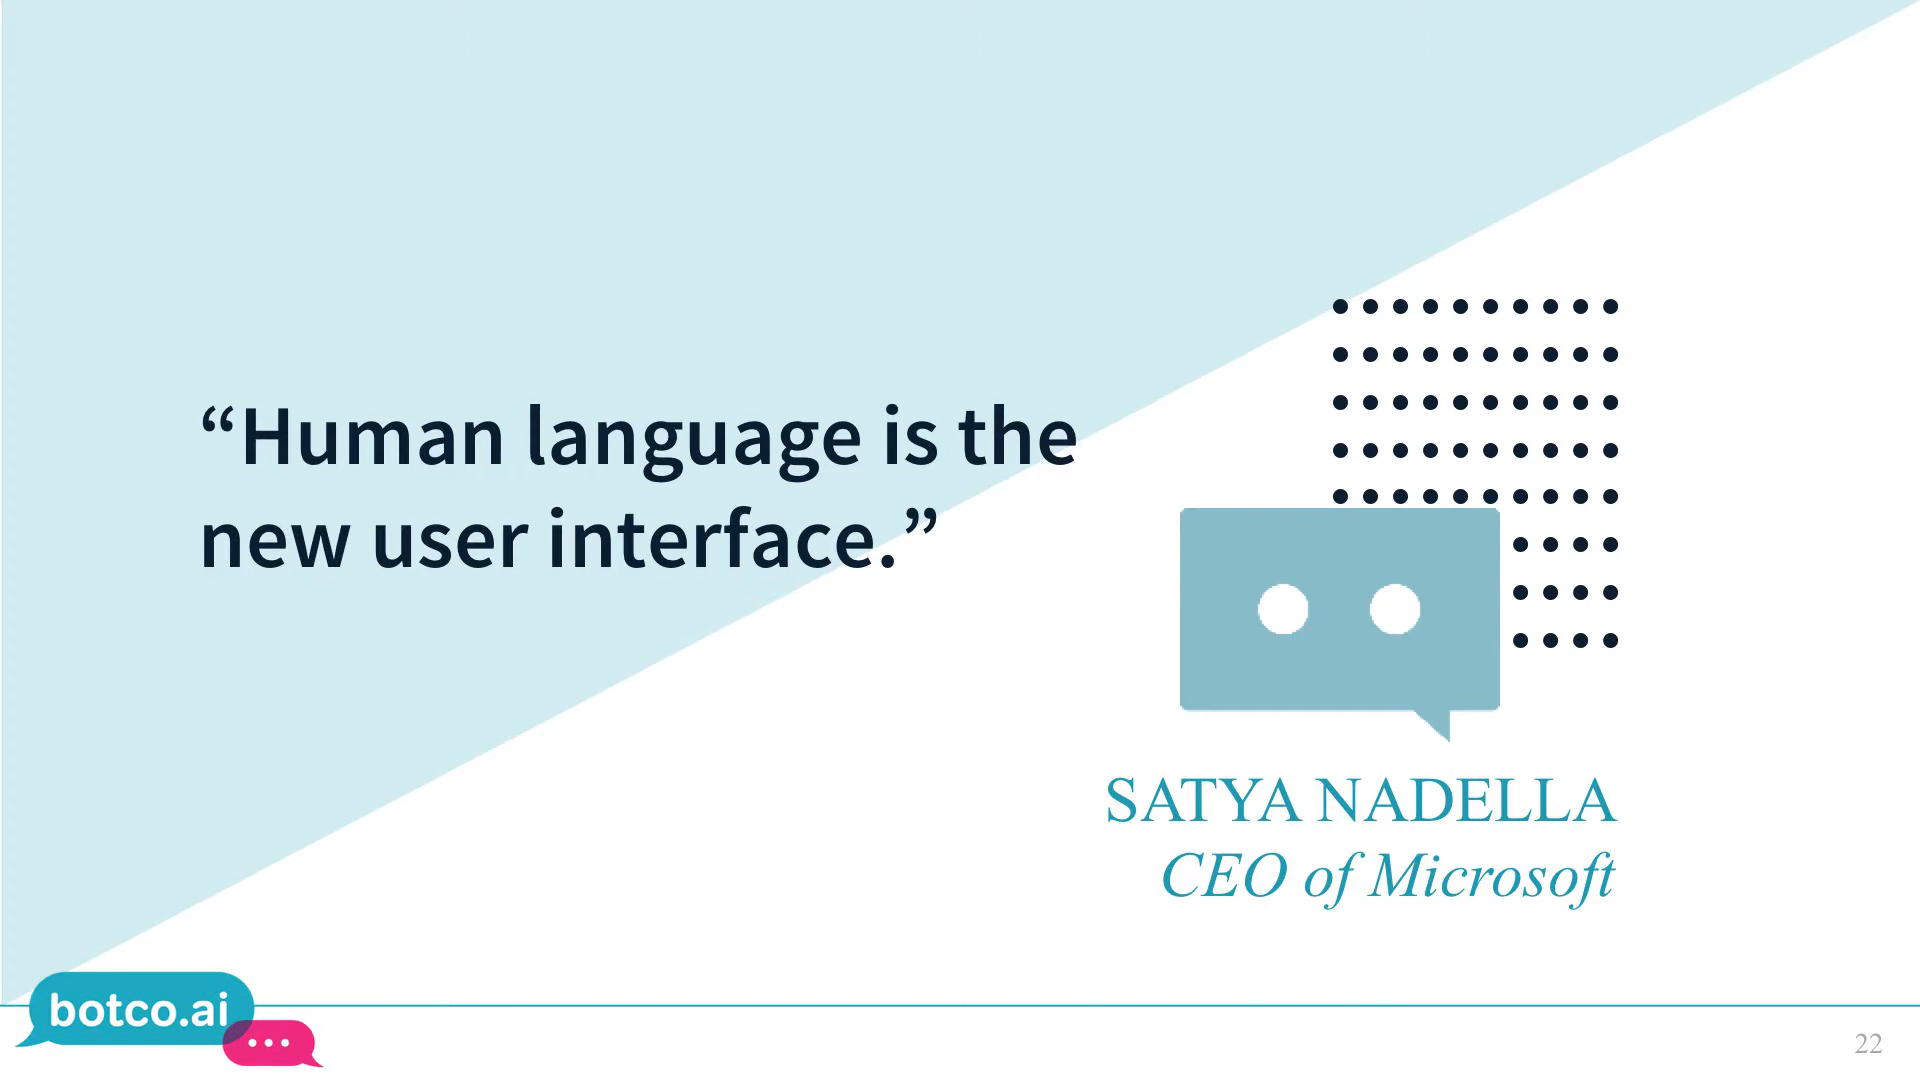 “Human language is the
new user interface.”
SATYA NADELLA
CEO of Microsoft
botco.ai
22